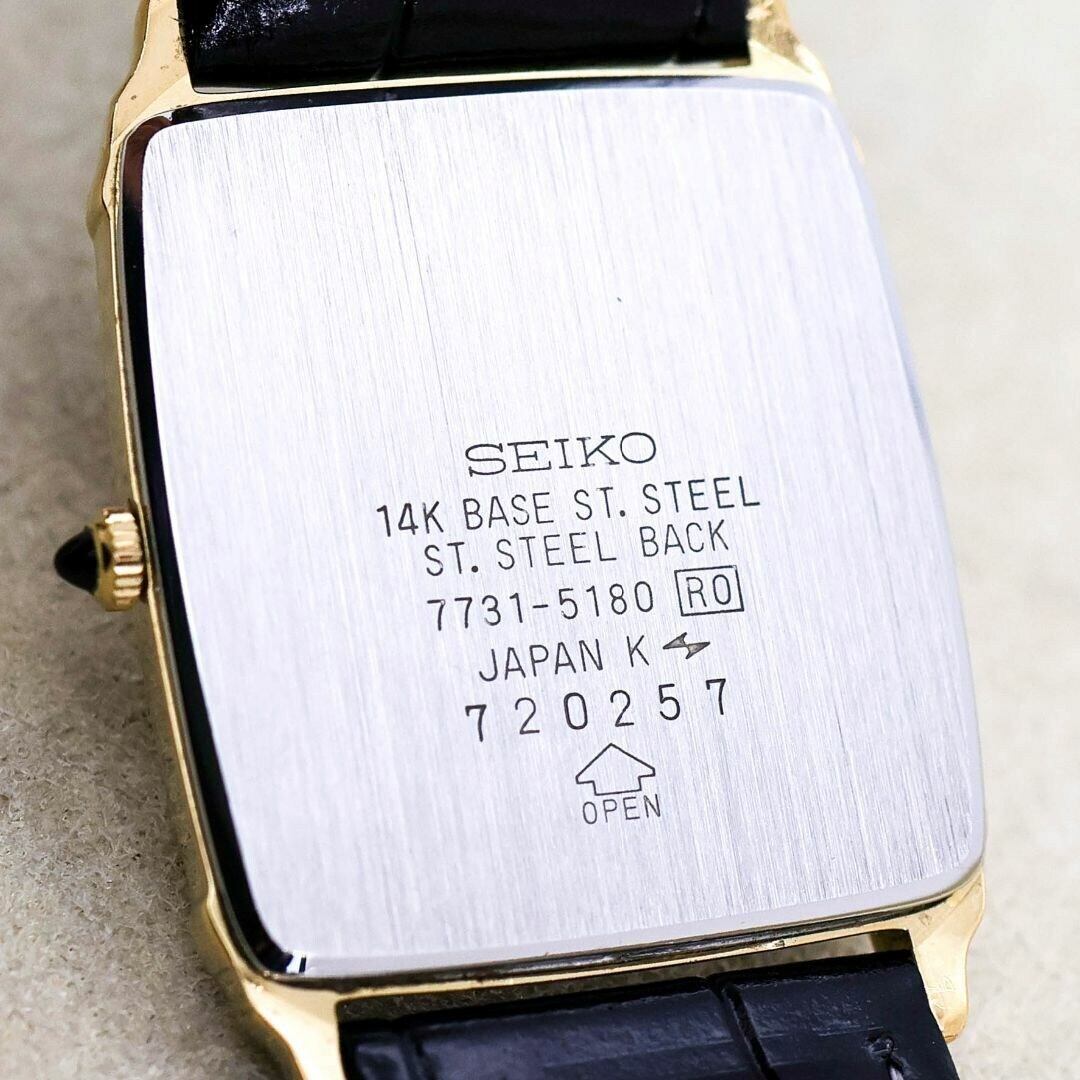 SEIKO
14K BASE ST. STEEL
ST. STEEL BACK
7731-5180 RO
JAPAN K
720257
OPEN